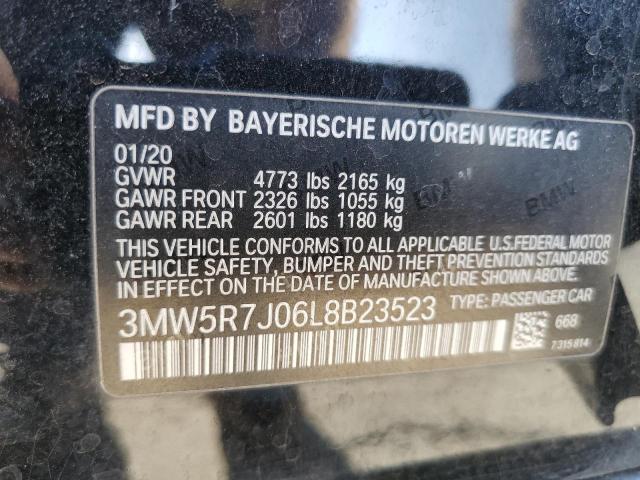 MFD BY BAYERISCHE MOTOREN WERKE AG
01/20
GVWR 4773 lbs 2165 kg
GAWR FRONT 2326 lbs 1055 kg
GAWR REAR 2601 lbs 1180 kg
THIS VEHICLE CONFORMS TO ALL APPLICABLE U.S.FEDERAL MOTOR
VEHICLE SAFETY, BUMPER AND THEFT PREVENTION STANDARDS
IN EFFECT ON THE DATE OF MANUFACTURE SHOWN ABOVE.
3MW5R7J06L8B23523 TYPE: PASSENGER CAR
668
7315814
BMW